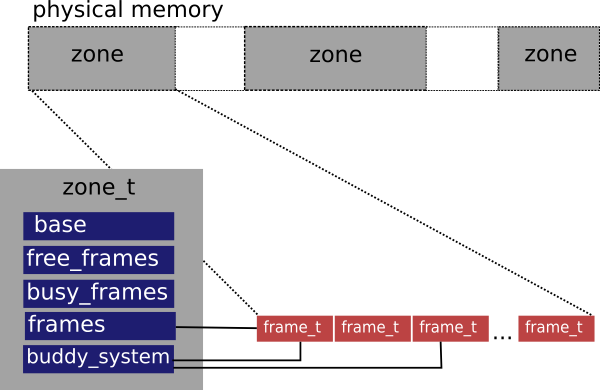 physical memory
zone zone zone
zone_t
base
free_frames
busy_frames
frames
buddy_system
frame_t frame_t frame_t ... frame_t